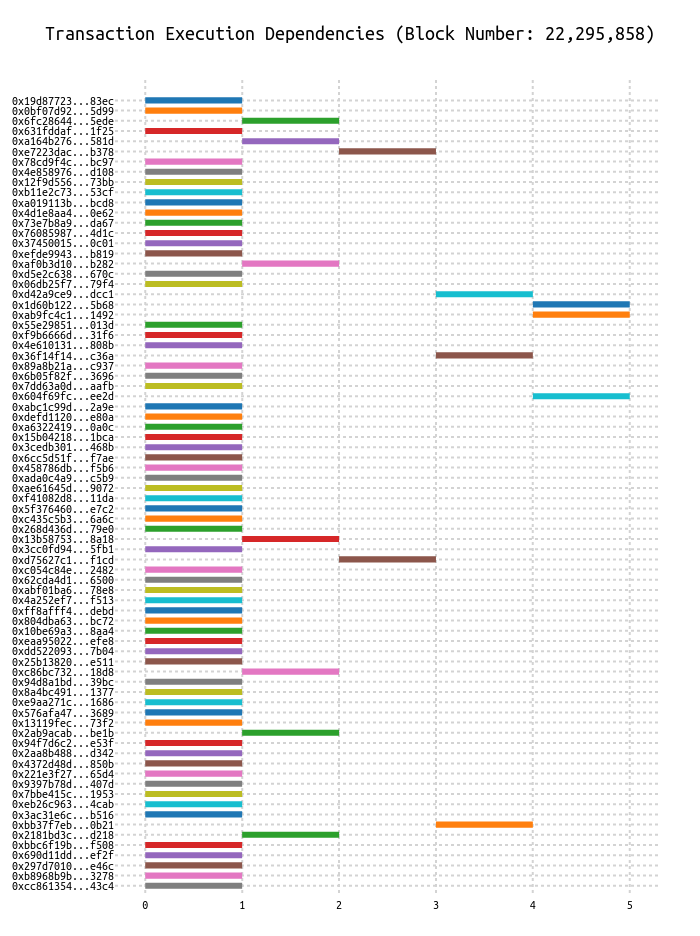 Transaction Execution Dependencies (Block Number: 22,295,858)
0x19d87723...83ec
0x0bf07d92...5d99
0x6fc28644...5ede
0x631fddaf...1f25
0xa164b276...581d
0xe7223dac...b378
0x78cd9f4c...bc97
0x4e858976...d108
0x12f9d556...73bb
0xb11e2c73...53cf
0xa019113b...bcd8
0x4d1e8aa4...0e62
0x73e7b8a9...da67
0x76085987...4d1c
0x37450015...0c01
0xefde9943...b819
0xaf0b3d10...b282
0xd5e2c638...670c
0x06db25f7...79f4
0xd42a9ce9...dcc1
0x1d60b122...5b68
0xab9fc4c1...1492
0x55e29851...013d
0xf9b6666d...31f6
0x4e610131...808b
0x36f14f14...c36a
0x89a8b21a...c937
0x6b05f82f...3696
0x7dd63a0d...aafb
0x604f69fc...ee2d
0xabc1c99d...2a9e
0xdefd1120...e80a
0xa6322419...0a0c
0x15b04218...1bca
0x3cedb301...468b
0x6cc5d51f...f7ae
0x458786db...f5b6
0xada0c4a9...c5b9
0xae61645d...9072
0xf41082d8...11da
0x5f376460...e7c2
0xc435c5b3...6a6c
0x268d436d...79e0
0x13b58753...8a18
0x3cc0fd94...5fb1
0xd75627c1...f1cd
0xc054c84e...2482
0x62cda4d1...6500
0xabf01ba6...78e8
0x4a252ef7...f513
0xff8afff4...debd
0x804dba63...bc72
0x10be69a3...8aa4
0xeaa95022...efe8
0xdd522093...7b04
0x25b13820...e511
0xc86bc732...18d8
0x94d8a1bd...39bc
0x8a4bc491...1377
0xe9aa271c...1686
0x576afa47...3689
0x13119fec...73f2
0x2ab9acab...be1b
0x94f7d6c2...e53f
0x2aa8b488...d342
0x4372d48d...850b
0x221e3f27...65d4
0x9397b78d...407d
0x7bbe415c...1953
0xeb26c963...4cab
0x3ac31e6c...b516
0xbb37f7eb...0b21
0x2181bd3c...d218
0xbbc6f19b...f508
0x690d11dd...ef2f
0x297d7010...e46c
0xb8968b9b...3278
0xcc861354...43c4
0 1 2 3 4 5